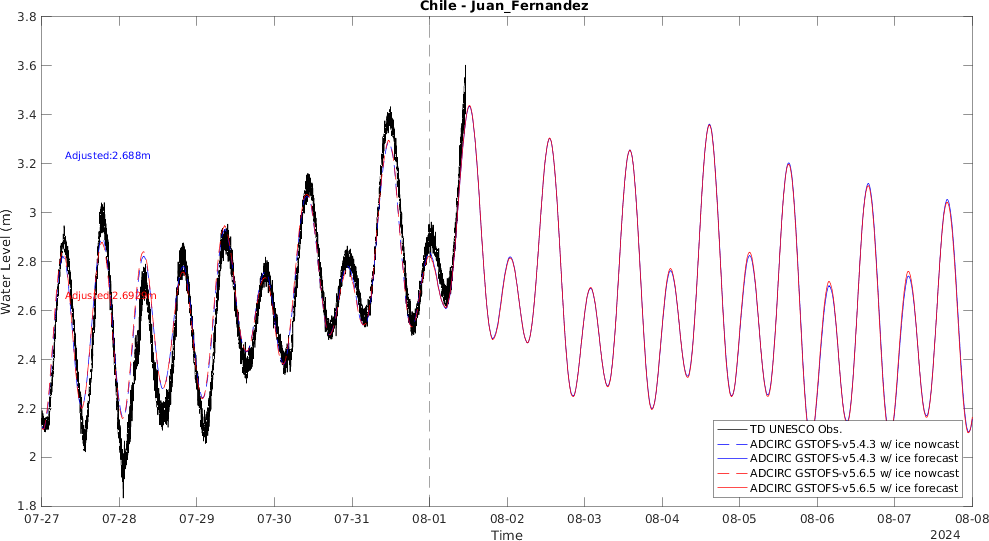 Chile - Juan_Fernandez
3.8
3.6
3.4
3.2
3
2.8
2.6
2.4
2.2
2
1.8
Water Level (m)
Adjusted:2.688m
TD UNESCO Obs.
ADCIRC GSTOFS-v5.4.3 w/ ice nowcast
ADCIRC GSTOFS-v5.4.3 w/ ice forecast
ADCIRC GSTOFS-v5.6.5 w/ ice nowcast
ADCIRC GSTOFS-v5.6.5 w/ ice forecast
07-27 07-28 07-29 07-30 07-31 08-01 08-02 08-03 08-04 08-05 08-06 08-07 08-08
Time
2024